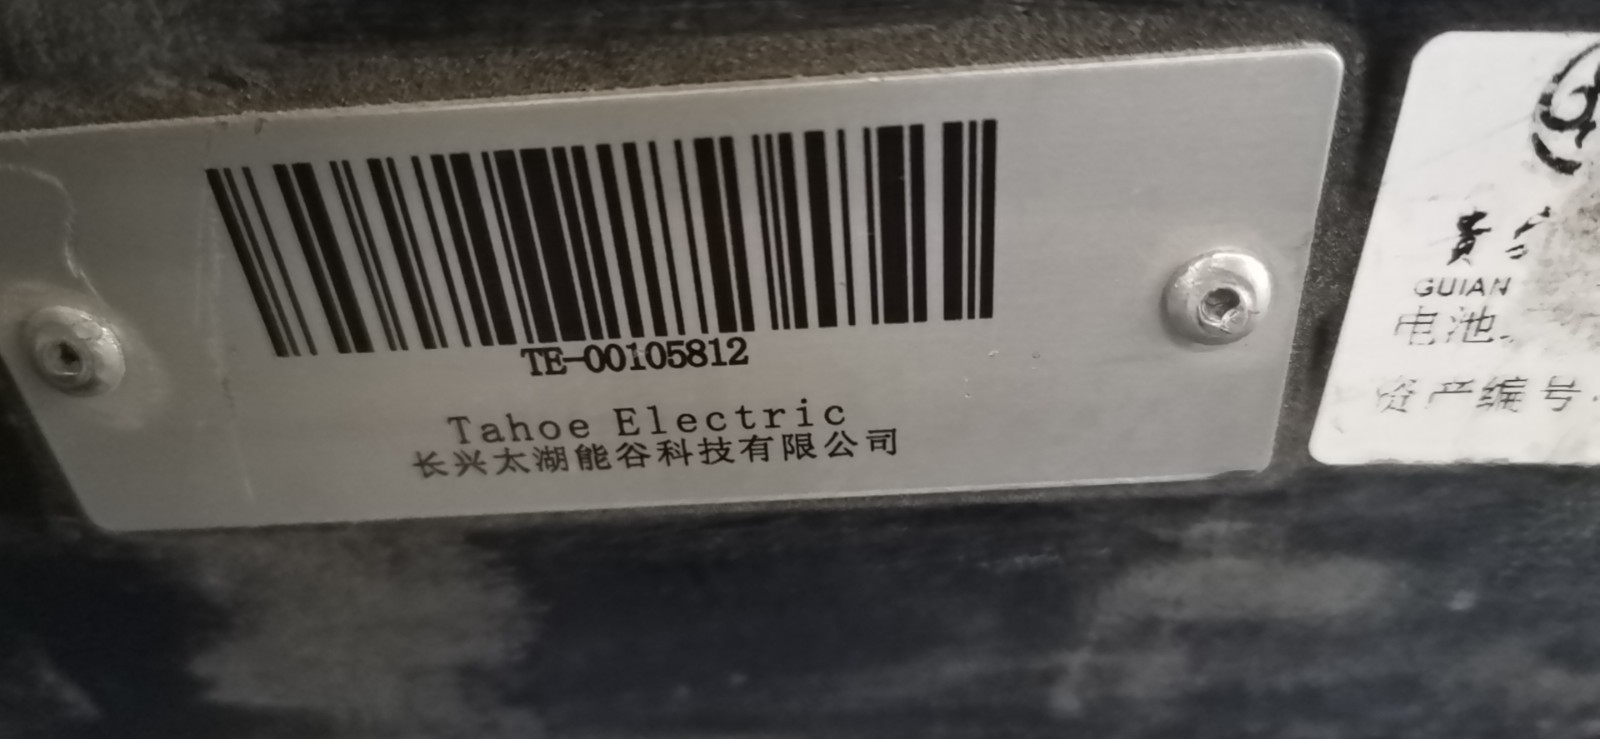 TE-00105812
Tahoe Electric
长兴太湖能谷科技有限公司
贵
GUIAN
电池
资产编号